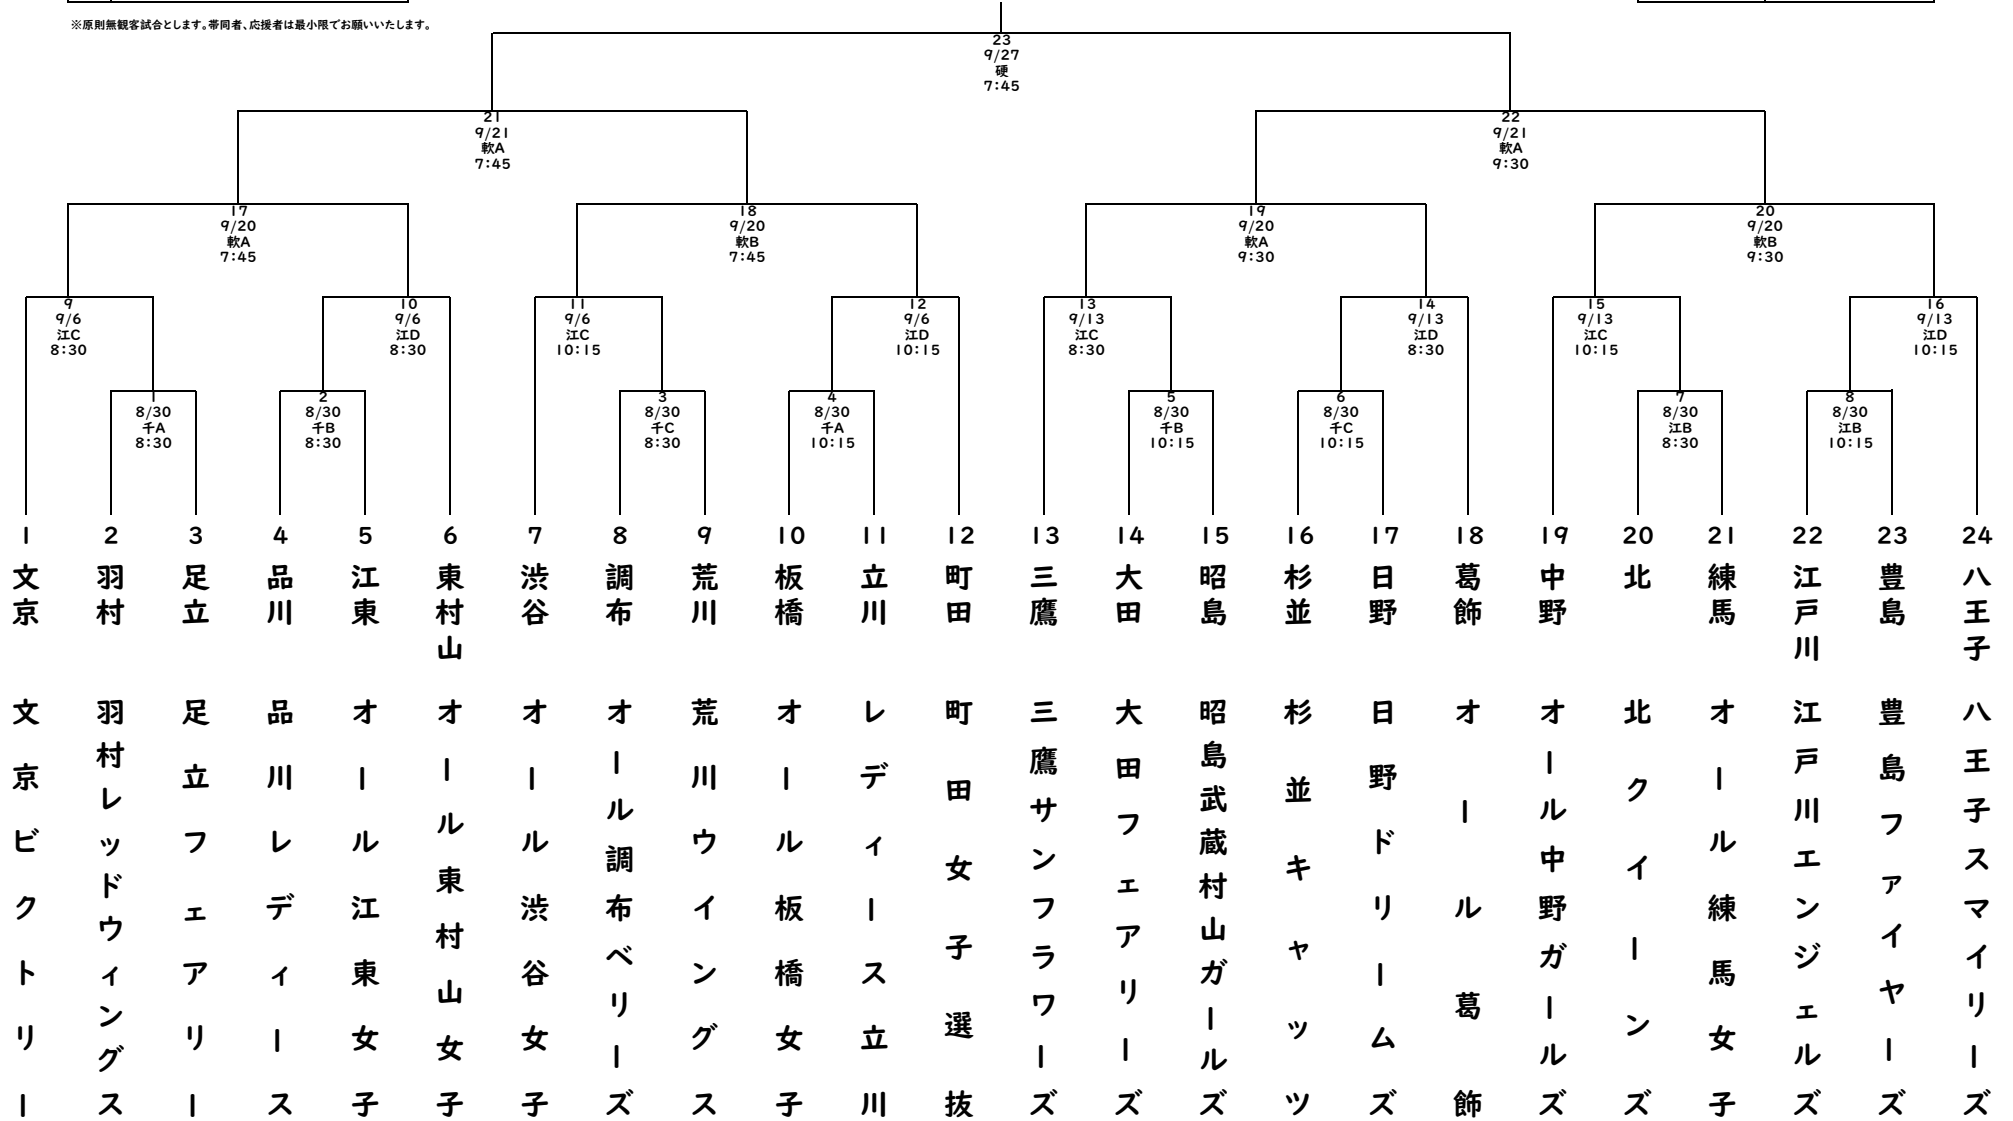 ※原則無観客試合とします。帯同者、応援者は最小限でお願いいたします。
23
9/27
硬
7:45
21
9/21
軟A
7:45
22
9/21
軟A
9:30
17
9/20
軟A
7:45
18
9/20
軟B
7:45
19
9/20
軟A
9:30
20
9/20
軟B
9:30
9
9/6
江C
8:30
10
9/6
江D
8:30
11
9/6
江C
10:15
12
9/6
江D
10:15
13
9/13
江C
8:30
14
9/13
江D
8:30
15
9/13
江C
10:15
16
9/13
江D
10:15
1
8/30
千A
8:30
2
8/30
千B
8:30
3
8/30
千C
8:30
4
8/30
千A
10:15
5
8/30
千B
10:15
6
8/30
千C
10:15
7
8/30
江B
8:30
8
8/30
江B
10:15
1
文京
文京ビクトリー
2
羽村
羽村レッドウィングス
3
足立
足立フェアリー
4
品川
品川レディース
5
江東
オール江東女子
6
東村山
オール東村山女子
7
渋谷
オール渋谷女子
8
調布
オール調布ベリーズ
9
荒川
荒川ウイングス
10
板橋
オール板橋女子
11
立川
レディース立川
12
町田
町田女子選抜
13
三鷹
三鷹サンフラワーズ
14
大田
大田フェアリーズ
15
昭島
昭島武蔵村山ガールズ
16
杉並
杉並キャッツ
17
日野
日野ドリームズ
18
葛飾
オール葛飾
19
中野
オール中野ガールズ
20
北
北クイーンズ
21
練馬
オール練馬女子
22
江戸川
江戸川エンジェルズ
23
豊島
豊島ファイヤーズ
24
八王子
八王子スマイリーズ